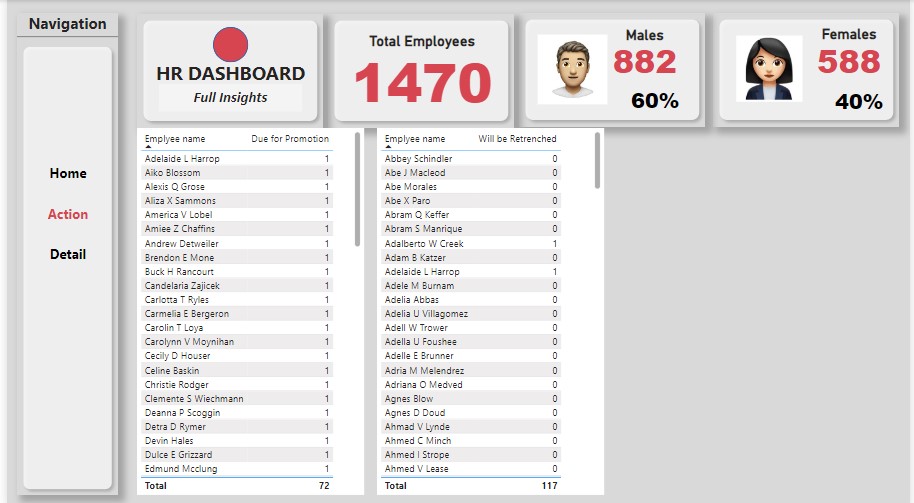 Navigation
Home
Action
Detail
HR DASHBOARD
Full Insights
Total Employees
1470
Males
882
60%
Females
588
40%
Emplyee name Due for Promotion
Adelaide L Harrop 1
Aiko Blossom 1
Alexis Q Grose 1
Aliza X Sammons 1
America V Lobel 1
Amiee Z Chaffins 1
Andrew Detweiler 1
Brendon E Mone 1
Buck H Rancourt 1
Candelaria Zajicek 1
Carlotta T Ryles 1
Carmelia E Bergeron 1
Carolin T Loya 1
Carolynn V Moynihan 1
Cecily D Houser 1
Celine Baskin 1
Christie Rodger 1
Clemente S Wiechmann 1
Deanna P Scoggin 1
Detra D Rymer 1
Devin Hales 1
Dulce E Grizzard 1
Edmund Mcclung 1
Total 72
Emplyee name Will be Retrenched
Abbey Schindler 0
Abe J Macleod 0
Abe Morales 0
Abe X Paro 0
Abram Q Keffer 0
Abram S Manrique 0
Adalberto W Creek 1
Adam B Katzer 0
Adelaide L Harrop 1
Adele M Burnam 0
Adelia Abbas 0
Adelia U Villagomez 0
Adell W Trower 0
Adella U Foushee 0
Adelle E Brunner 0
Adria M Melendrez 0
Adriana O Medved 0
Agnes Blow 0
Agnes D Doud 0
Ahmad V Lynde 0
Ahmed C Minch 0
Ahmed I Strope 0
Ahmed V Lease 0
Total 117